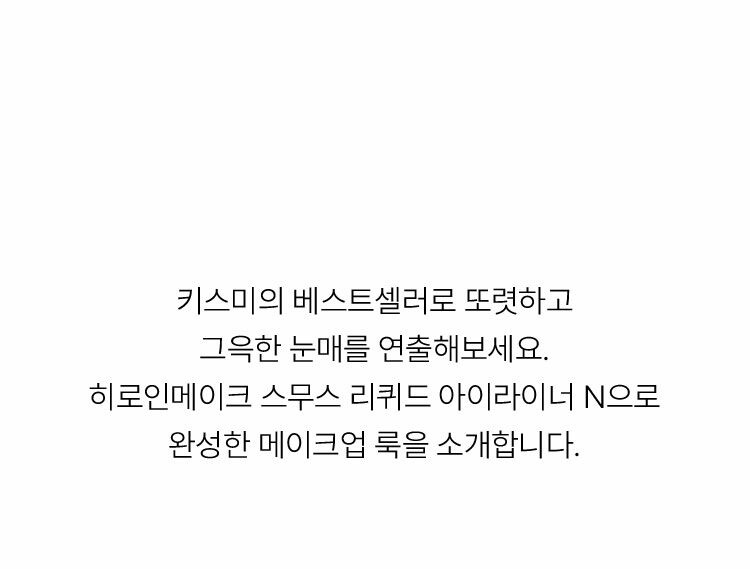 키스미의 베스트셀러로 또렷하고
그윽한 눈매를 연출해보세요.
히로인메이크 스무스 리퀴드 아이라이너 N으로
완성한 메이크업 룩을 소개합니다.